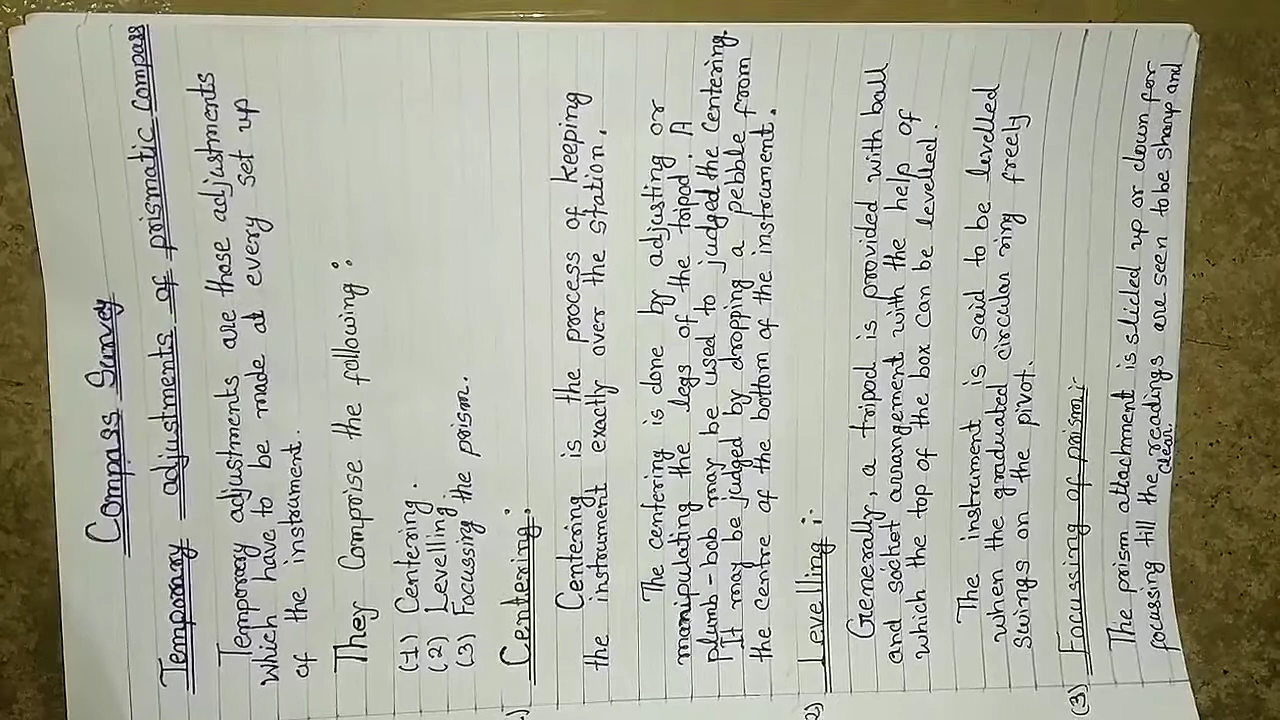 Compass Survey
Temporary adjustments of prismatic compass
Temporary adjustments are those adjustments
which have to be made at every set up
of the instrument.
They Comprise the following :
(1) Centering.
(2) Levelling.
(3) Focussing the prism.
Centering :
Centering is the process of keeping
the instrument exactly over the station.
The centering is done by adjusting or
manipulating the legs of the tripod. A
plumb-bob may be used to judged the centering.
It may be judged by dropping a pebble from
the centre of the bottom of the instrument.
2) Levelling :-
Generally, a tripod is provided with ball
and socket arrangement with the help of
which the top of the box can be levelled.
The instrument is said to be levelled
when the graduated circular ring freely
Swings on the pivot.
(3) Focussing of prism :-
The prism attachment is slided up or down for
focussing till the readings are seen to be sharp and
clear.